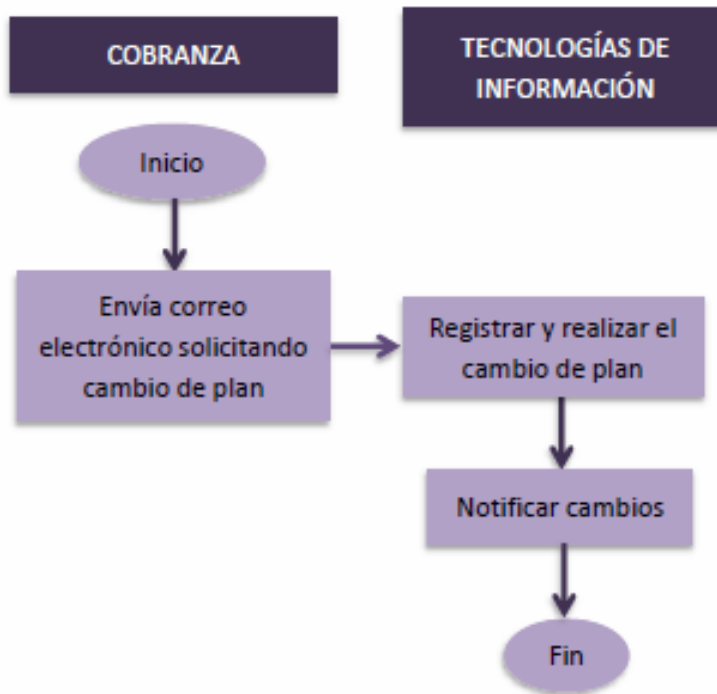 COBRANZA
TECNOLOGÍAS DE
INFORMACIÓN
Inicio
Envía correo
electrónico solicitando
cambio de plan
Registrar y realizar el
cambio de plan
Notificar cambios
Fin